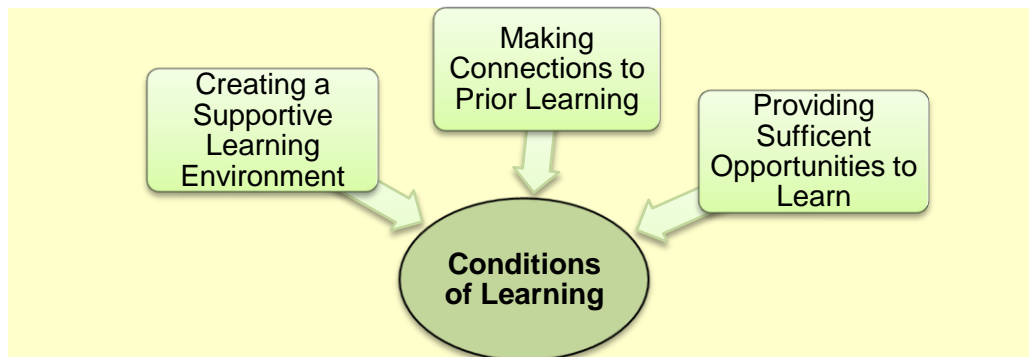 Creating a
Supportive
Learning
Environment
Making
Connections to
Prior Learning
Providing
Sufficent
Opportunities to
Learn
Conditions
of Learning